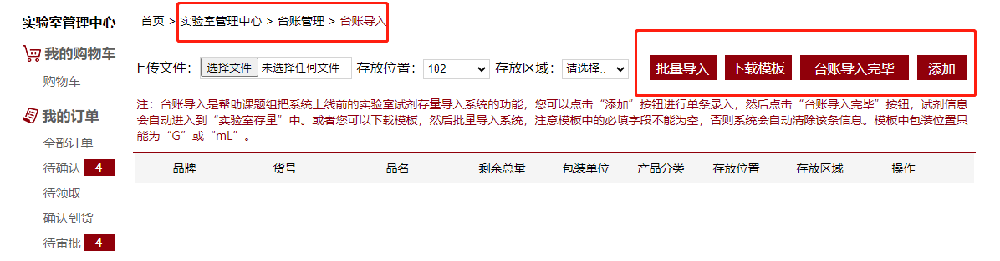 实验室管理中心
首页 > 实验室管理中心 > 台账管理 > 台账导入
我的购物车
上传文件： 选择文件 未选择任何文件 存放位置： 102 存放区域： 请选择.. 批量导入 下载模板 台账导入完毕 添加
购物车
注：台账导入是帮助课题组把系统上线前的实验室试剂存量导入系统的功能，您可以点击“添加”按钮进行单条录入，然后点击“台账导入完毕”按钮，试剂信息
会自动进入到“实验室存量”中。或者您可以下载模板，然后批量导入系统，注意模板中的必填字段不能为空，否则系统会自动清除该条信息。模板中包装位置只
能为“G”或“mL”。
我的订单
全部订单
待确认 4
品牌 货号 品名 剩余总量 包装单位 产品分类 存放位置 存放区域 操作
待领取
确认到货
待审批 4